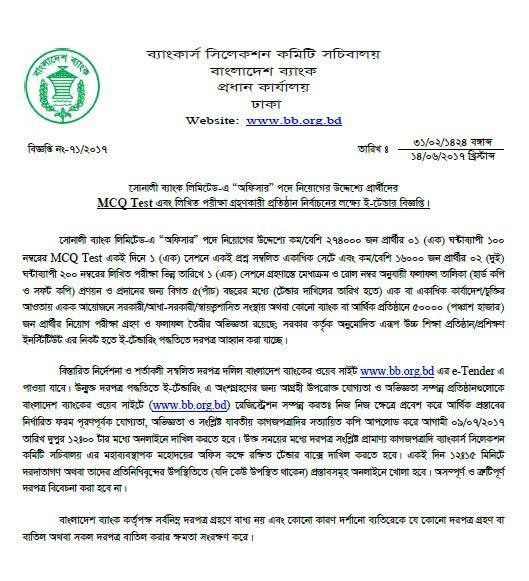 ব্যাংকার্স সিলেকশন কমিটি সচিবালয়
বাংলাদেশ ব্যাংক
প্রধান কার্যালয়
ঢাকা
Website: www.bb.org.bd
বাংলাদেশ ব্যাংক
বিজ্ঞপ্তি নং-৭১/২০১৭
তারিখ ঃ ৩১/০২/১৪২৪ বঙ্গাব্দ
১৪/০৬/২০১৭ খ্রিস্টাব্দ
সোনালী ব্যাংক লিমিটেড-এ “অফিসার” পদে নিয়োগের উদ্দেশ্যে প্রার্থীদের
MCQ Test এবং লিখিত পরীক্ষা গ্রহণকারী প্রতিষ্ঠান নির্বাচনের লক্ষ্যে ই-টেন্ডার বিজ্ঞপ্তি।
সোনালী ব্যাংক লিমিটেড-এ “অফিসার” পদে নিয়োগের উদ্দেশ্যে কম/বেশি ২৭৪০০০ জন প্রার্থীর ০১ (এক) ঘন্টাব্যাপী ১০০
নম্বরের MCQ Test একই দিনে ১ (এক) সেশনে একই প্রশ্ন সম্বলিত একাধিক সেটে এবং কম/বেশি ১৬০০০ জন প্রার্থীর ০২ (দুই)
ঘন্টাব্যাপী ২০০ নম্বরের লিখিত পরীক্ষা ভিন্ন তারিখে ১ (এক) সেশনে গ্রহণান্তে মেধাক্রম ও রোল নম্বর অনুযায়ী ফলাফল তালিকা (হার্ড কপি
ও সফট কপি) প্রণয়ন ও প্রদানের জন্য বিগত ৫(পাঁচ) বছরের মধ্যে (টেন্ডার দাখিলের তারিখ হতে) এক বা একাধিক কার্যাদেশ/চুক্তির
আওতায় একক আয়োজনে সরকারী/আধা-সরকারী/স্বায়ত্তশাসিত সংস্থায় অথবা কোনো ব্যাংক বা আর্থিক প্রতিষ্ঠানে ৫০০০০ (পঞ্চাশ হাজার)
জন প্রার্থীর নিয়োগ পরীক্ষা গ্রহণ ও ফলাফল তৈরীর অভিজ্ঞতা রয়েছে; সরকার কর্তৃক অনুমোদিত এরূপ উচ্চ শিক্ষা প্রতিষ্ঠান/প্রশিক্ষণ
ইনস্টিটিউট এর নিকট হতে ই-টেন্ডারিং পদ্ধতিতে দরপত্র আহ্বান করা যাচ্ছে।
বিস্তারিত নির্দেশনা ও শর্তাবলী সম্বলিত দরপত্র দলিল বাংলাদেশ ব্যাংকের ওয়েব সাইট www.bb.org.bd এর e-Tender এ
পাওয়া যাবে। উন্মুক্ত দরপত্র পদ্ধতিতে ই-টেন্ডারিং এ অংশগ্রহণের জন্য আগ্রহী উপরোক্ত যোগ্যতা ও অভিজ্ঞতা সম্পন্ন প্রতিষ্ঠানগুলোকে
বাংলাদেশ ব্যাংকের ওয়েব সাইটে (www.bb.org.bd) রেজিস্ট্রেশন সম্পন্ন করতঃ নিজ নিজ ক্ষেত্রে প্রবেশ করে আর্থিক প্রস্তাবের
নির্ধারিত ফরম পূরণপূর্বক যোগ্যতা, অভিজ্ঞতা ও সংশ্লিষ্ট যাবতীয় কাগজপত্রাদির সত্যায়িত কপি আপলোড করে আগামী ০৯/০৭/২০১৭
তারিখ দুপুর ১২ঃ০০ টার মধ্যে অনলাইনে দাখিল করতে হবে। উক্ত সময়ের মধ্যে দরপত্র সংশ্লিষ্ট প্রামাণ্য কাগজপত্রাদি ব্যাংকার্স সিলেকশন
কমিটি সচিবালয় এর মহাব্যবস্থাপক মহোদয়ের অফিস কক্ষে রক্ষিত টেন্ডার বাক্সে দাখিল করতে হবে। একই দিন ১২ঃ১৫ মিনিটে
দরদাতাগণ অথবা তাদের প্রতিনিধিবৃন্দের উপস্থিতিতে (যদি কেউ উপস্থিত থাকেন) প্রস্তাবসমূহ অনলাইনে খোলা হবে। অসম্পূর্ণ ও ত্রুটিপূর্ণ
দরপত্র বিবেচনা করা হবে না।
বাংলাদেশ ব্যাংক কর্তৃপক্ষ সর্বনিম্ন দরপত্র গ্রহণে বাধ্য নয় এবং কোনো কারণ দর্শানো ব্যতিরেকে যে কোনো দরপত্র গ্রহণ বা
বাতিল অথবা সকল দরপত্র বাতিল করার ক্ষমতা সংরক্ষণ করে।